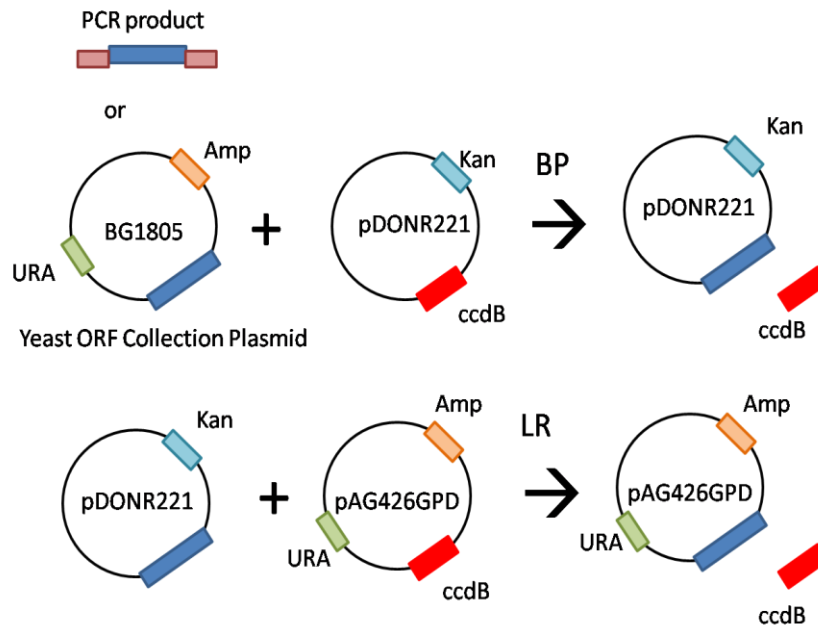 PCR product
or
Amp
BG1805
URA
Yeast ORF Collection Plasmid
+
Kan
pDONR221
ccdB
BP
Kan
pDONR221
ccdB
Kan
pDONR221
+
Amp
pAG426GPD
URA
ccdB
LR
Amp
pAG426GPD
URA
ccdB